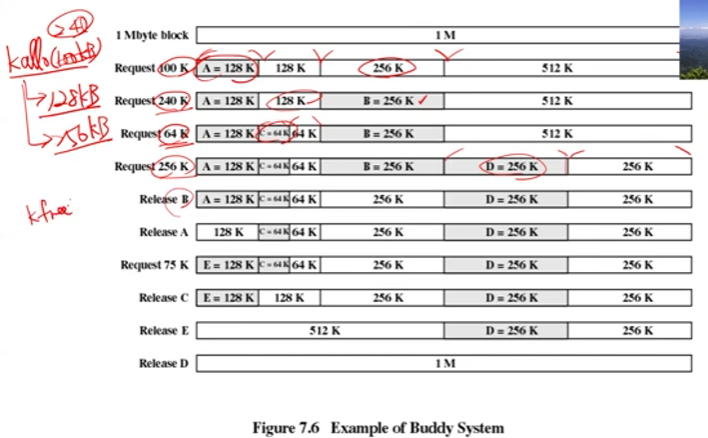 240
kallo(100kB)
→128kB
→256kB
kfree
1 Mbyte block 1 M
Request 100 K A = 128 K 128 K 256 K 512 K
Request 240 K A = 128 K 128 K B = 256 K ✓ 512 K
Request 64 K A = 128 K C = 64 K 64 K B = 256 K 512 K
Request 256 K A = 128 K C = 64 K 64 K B = 256 K D = 256 K 256 K
Release B A = 128 K C = 64 K 64 K 256 K D = 256 K 256 K
Release A 128 K C = 64 K 64 K 256 K D = 256 K 256 K
Request 75 K E = 128 K C = 64 K 64 K 256 K D = 256 K 256 K
Release C E = 128 K 128 K 256 K D = 256 K 256 K
Release E 512 K D = 256 K 256 K
Release D 1 M
Figure 7.6 Example of Buddy System